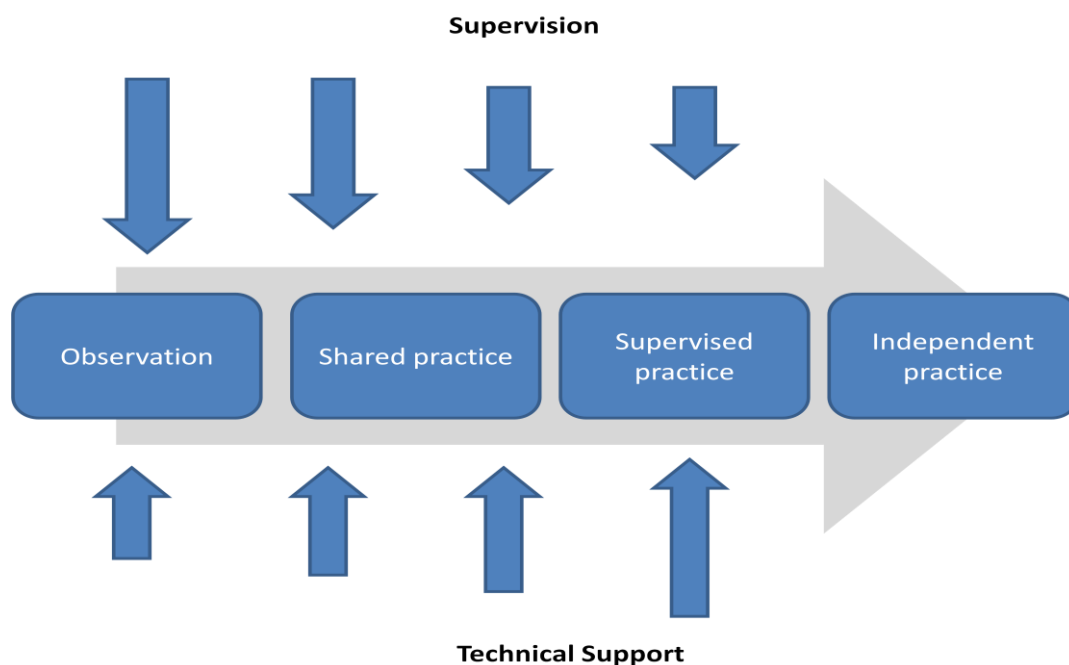 Supervision
Observation
Shared practice
Supervised
practice
Independent
practice
Technical Support